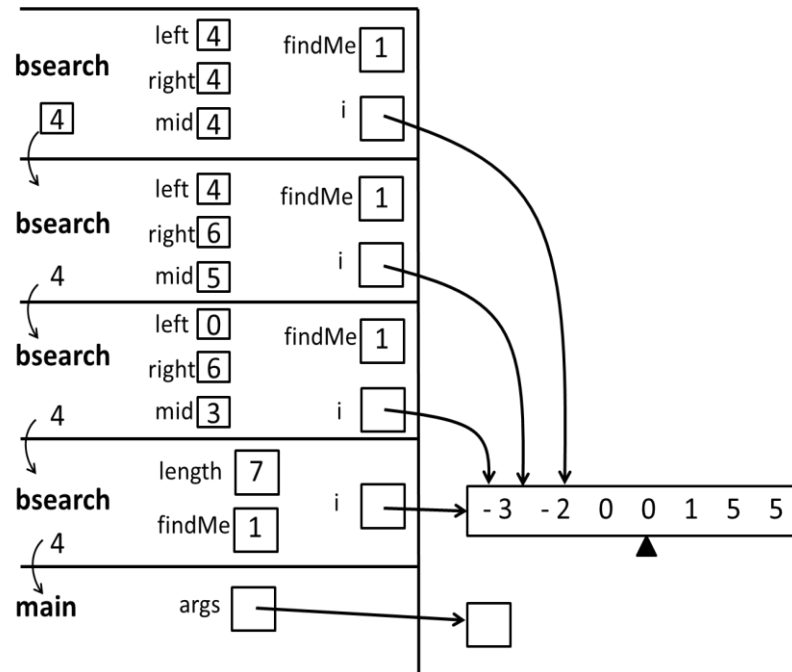 left 4 findMe 1
bsearch right 4
4 mid 4 i
left 4 findMe 1
bsearch right 6
4 mid 5 i
left 0 findMe 1
bsearch right 6
4 mid 3 i
length 7 i
bsearch findMe 1
4
-3 -2 0 0 1 5 5
main args